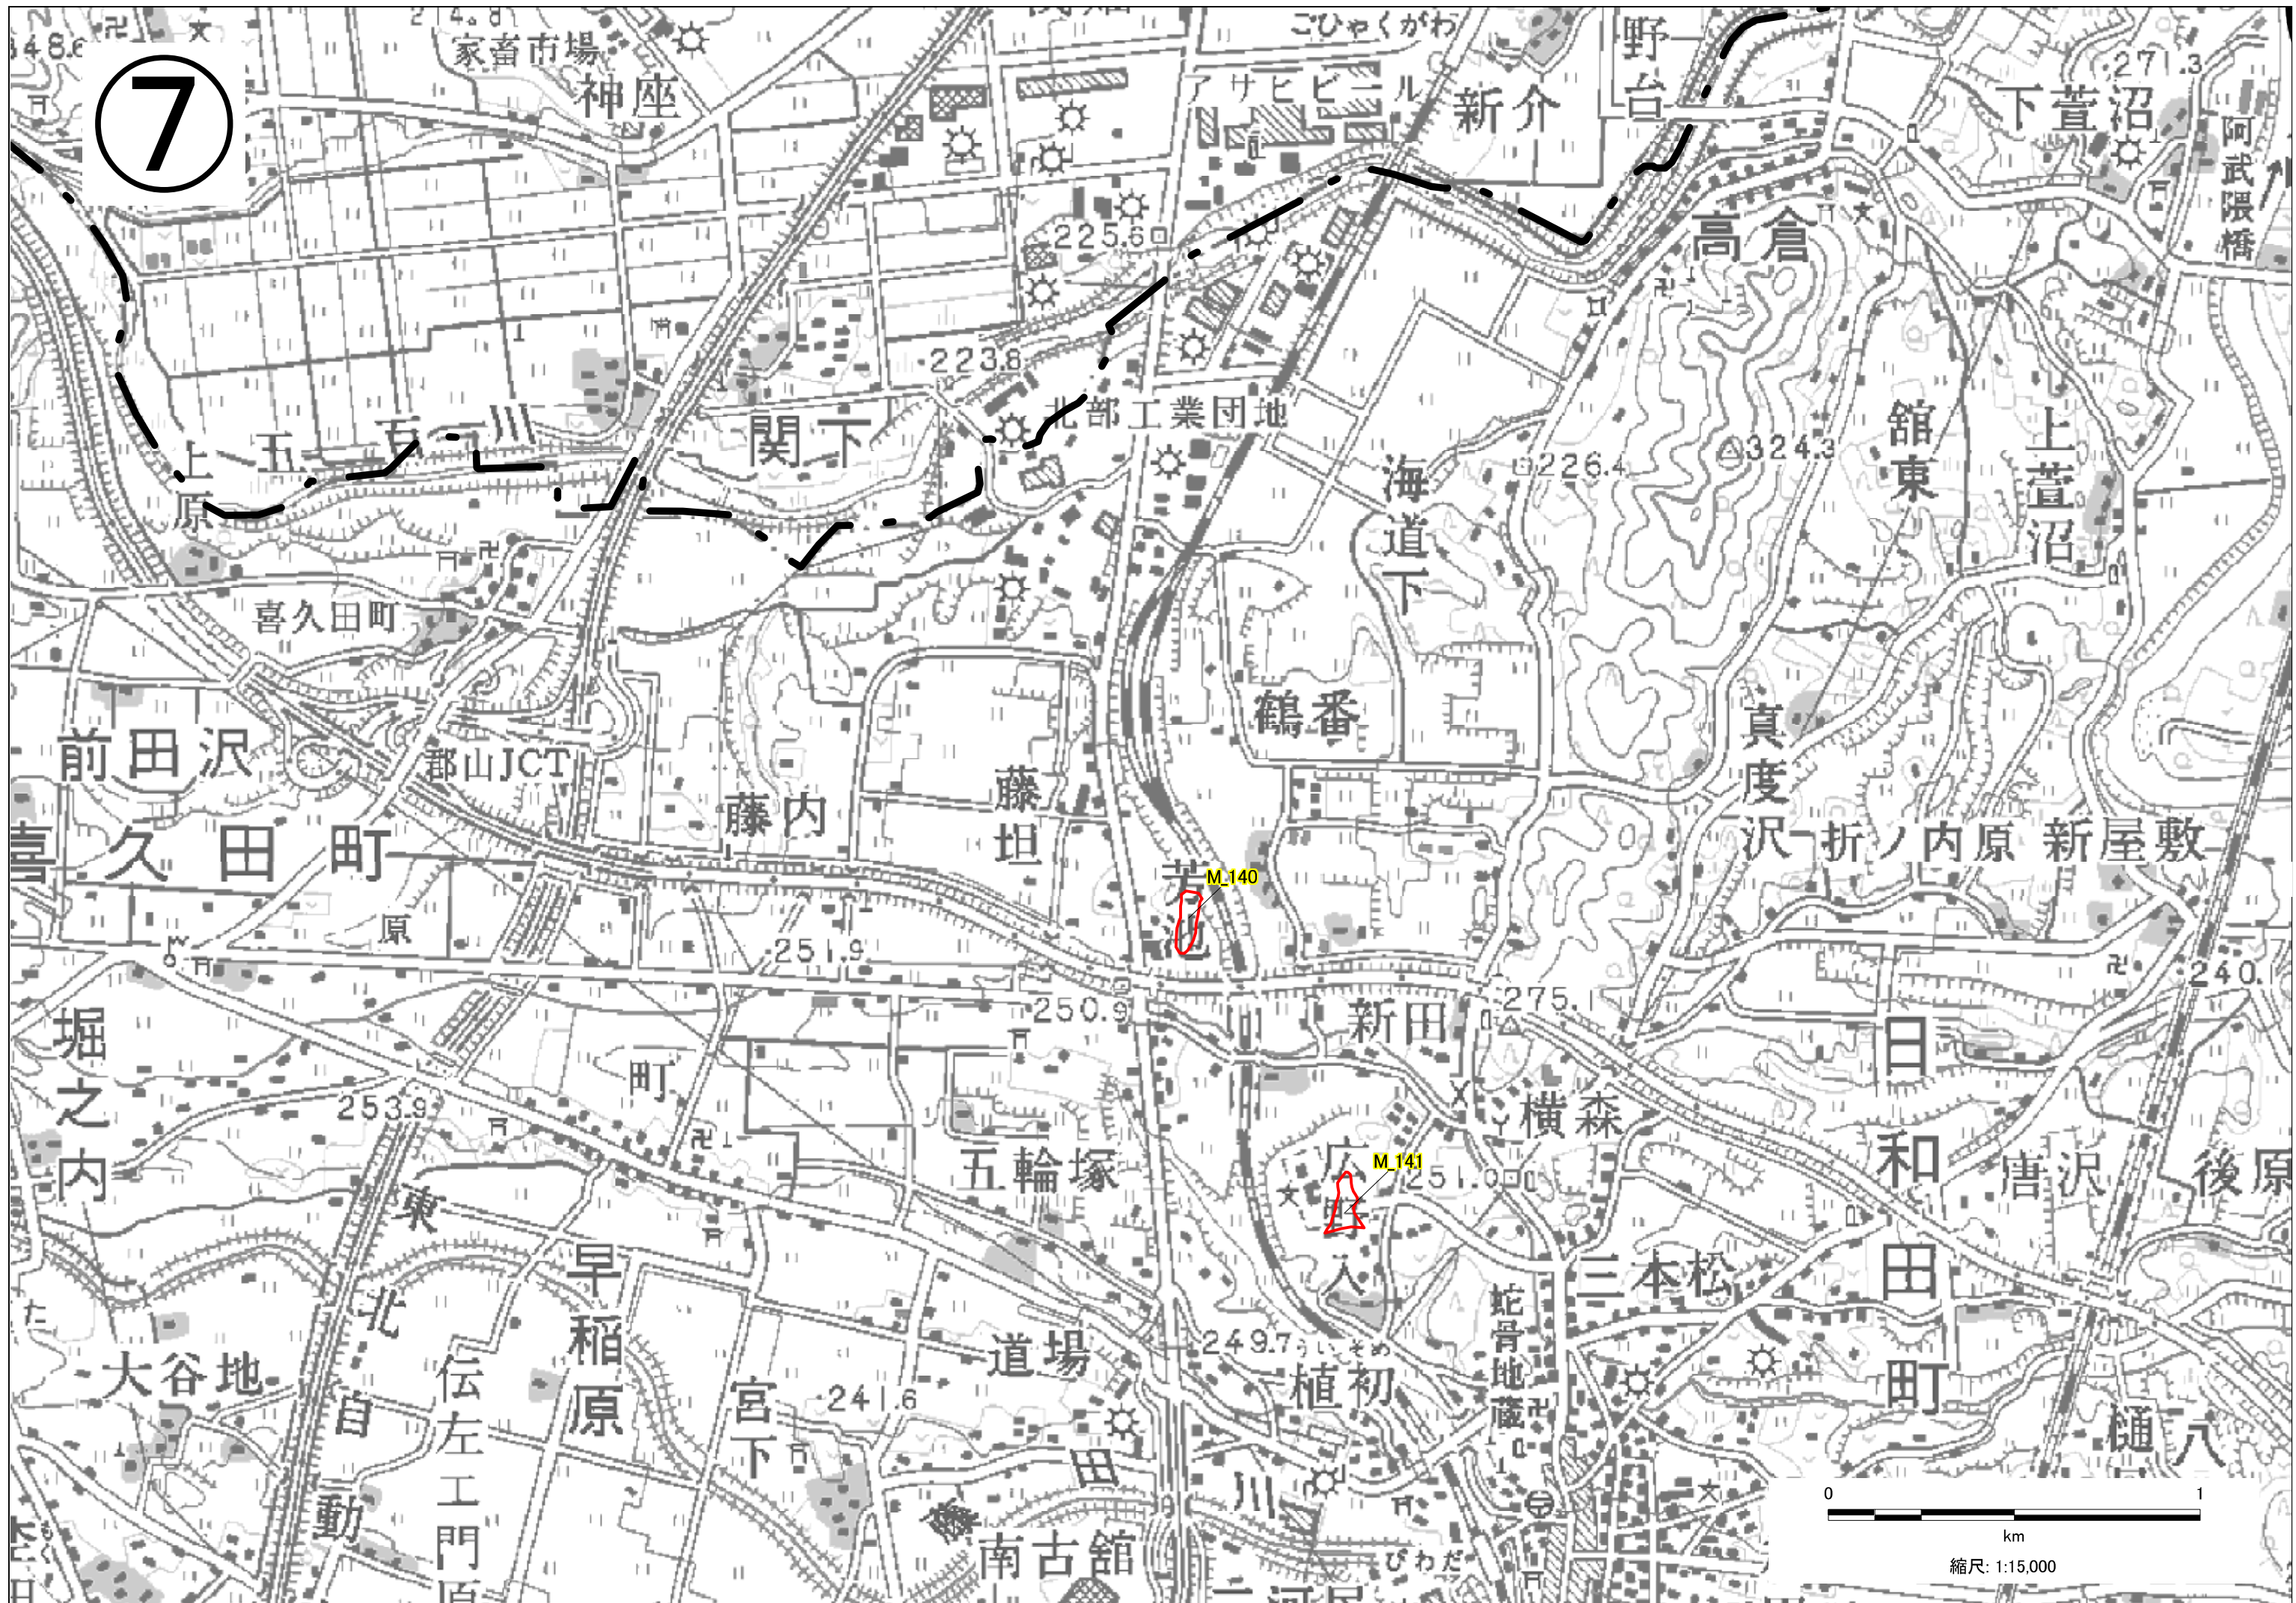 ⑦
家畜市場
神座
ごひゃくがわ
アサヒビール
新介
野
台
271.3
下萱沼
阿武隈橋
高倉
225.6
223.8
北部工業団地
関下
五百川
上
原
海道下
226.4
324.3
舘東
上萱沼
喜久田町
鶴番
真度沢
前田沢
郡山JCT
藤内
藤坦
折ノ内原
新屋敷
喜久田町
原
M_140
251.9
250.9
新田
275.1
240.
堀之内
町
253.9
横森
五輪塚
広
M_141
251.0
入
日和田町
唐沢
後原
東北自動
早稲原
三本松
蛇骨地蔵
道場
249.7
植初
大谷地
伝左エ門原
宮下
241.6
樋
八
藤田川
南古舘
びわだ
0
1
km
縮尺: 1:15,000